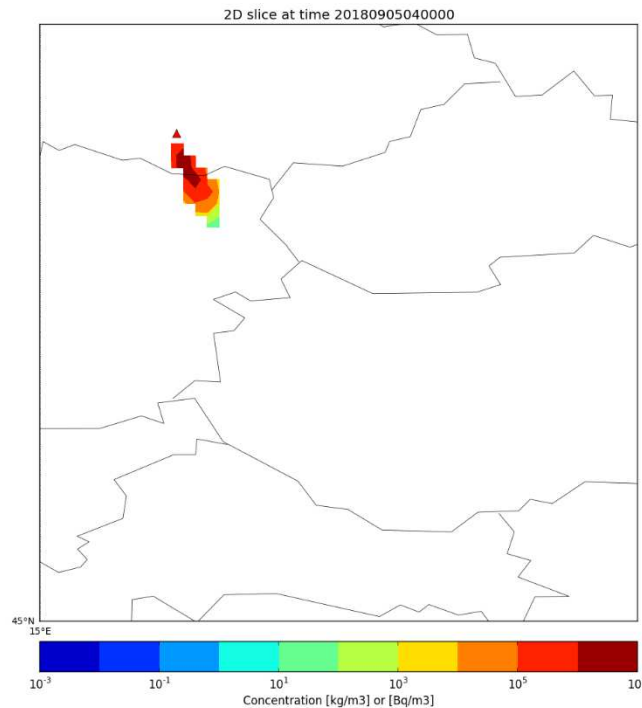 2D slice at time 20180905040000
45°N
15°E
10⁻³ 10⁻¹ 10¹ 10³ 10⁵ 10
Concentration [kg/m3] or [Bq/m3]